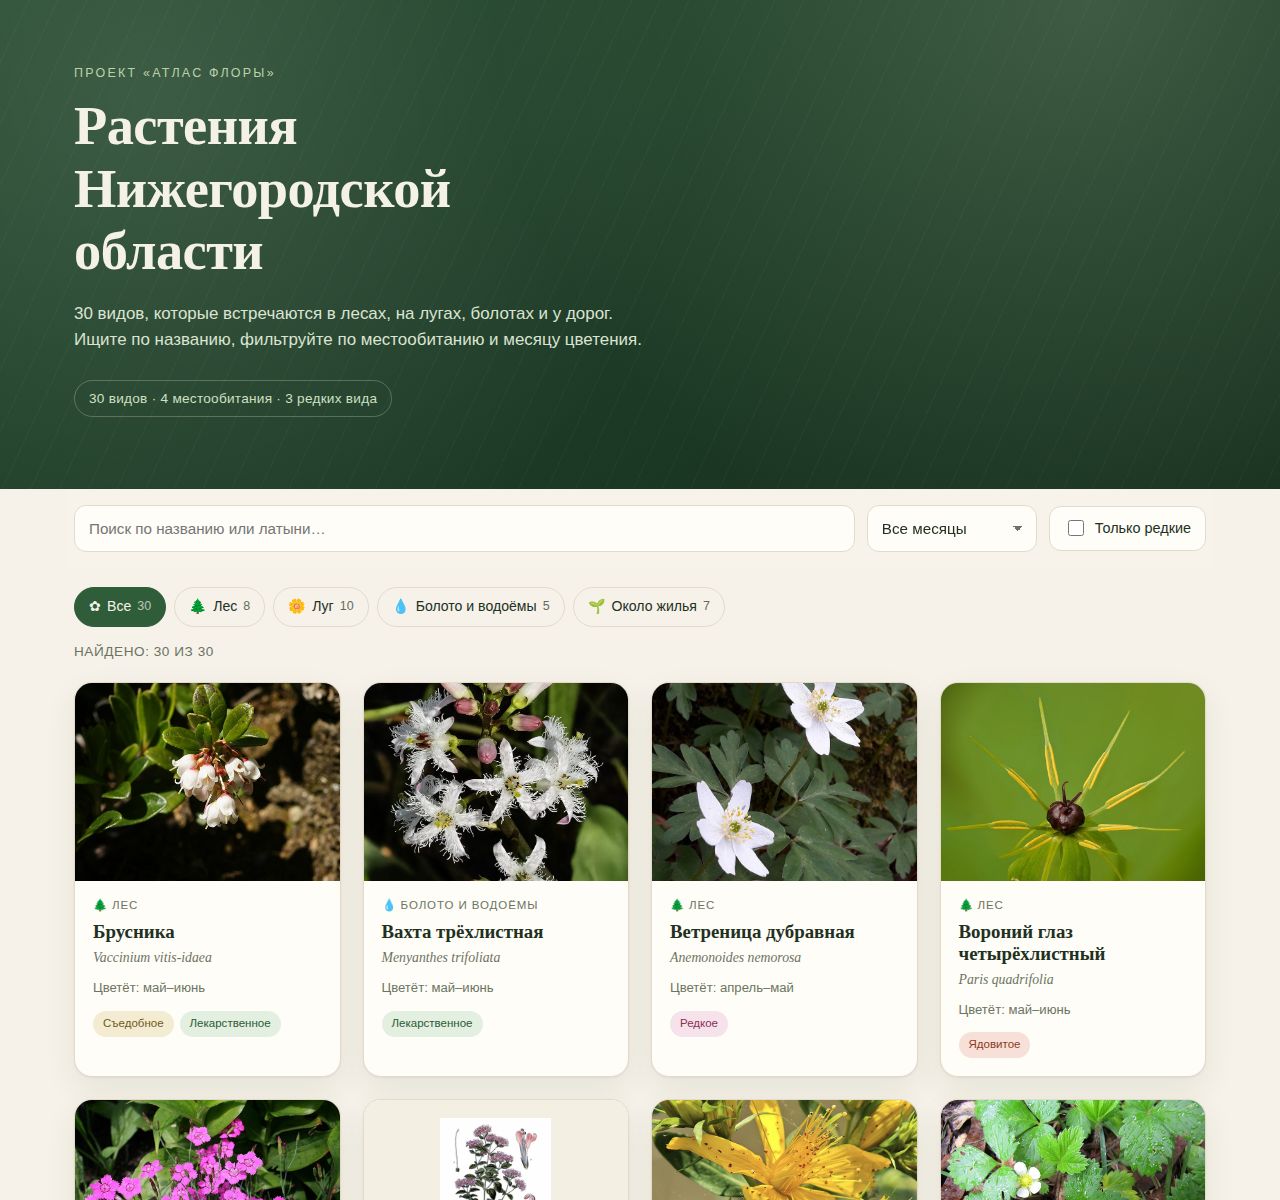 ПРОЕКТ «АТЛАС ФЛОРЫ»
Растения
Нижегородской
области
30 видов, которые встречаются в лесах, на лугах, болотах и у дорог.
Ищите по названию, фильтруйте по местообитанию и месяцу цветения.
30 видов · 4 местообитания · 3 редких вида
Поиск по названию или латыни…
Все месяцы
Только редкие
✿ Все 30
🌲 Лес 8
🌼 Луг 10
💧 Болото и водоёмы 5
🌱 Около жилья 7
НАЙДЕНО: 30 ИЗ 30
🌲 ЛЕС
Брусника
Vaccinium vitis-idaea
Цветёт: май–июнь
Съедобное
Лекарственное
💧 БОЛОТО И ВОДОЁМЫ
Вахта трёхлистная
Menyanthes trifoliata
Цветёт: май–июнь
Лекарственное
🌲 ЛЕС
Ветреница дубравная
Anemonoides nemorosa
Цветёт: апрель–май
Редкое
🌲 ЛЕС
Вороний глаз
четырёхлистный
Paris quadrifolia
Цветёт: май–июнь
Ядовитое